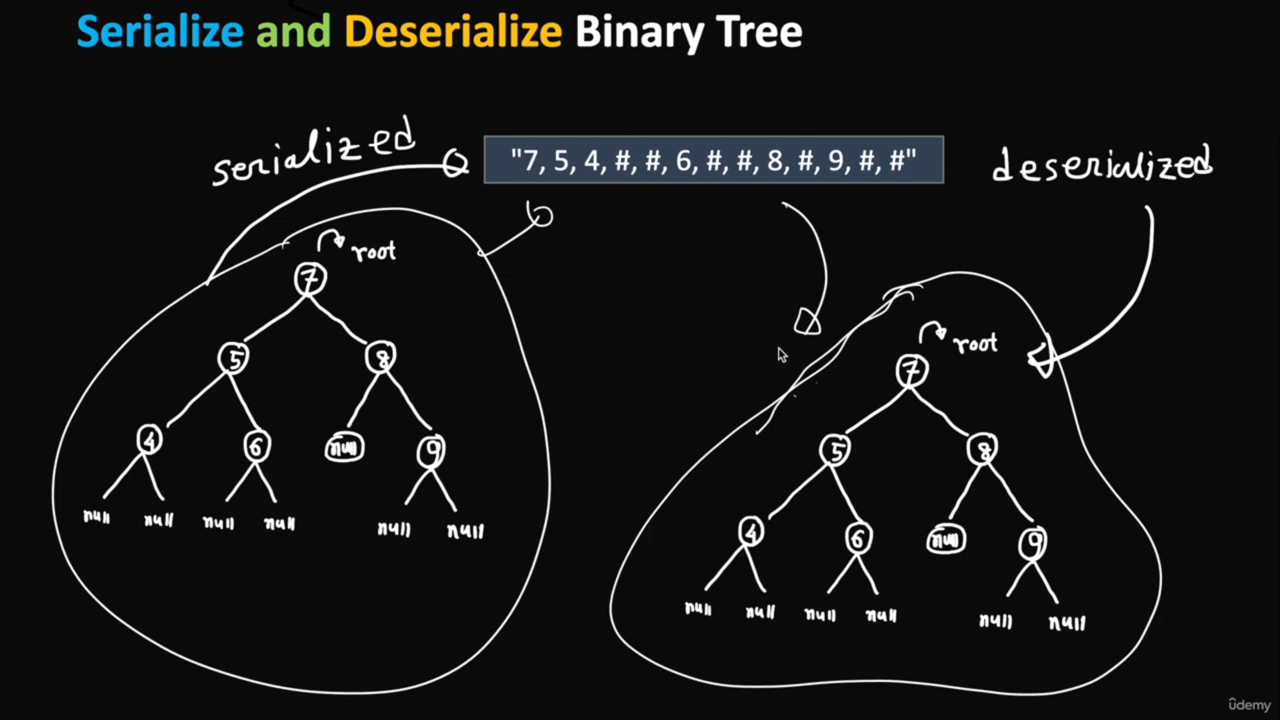 Serialize and Deserialize Binary Tree
serialized
"7, 5, 4, #, #, 6, #, #, 8, #, 9, #, #"
deserialized
root
7
5 8
4 6 null 9
null null null null null null
root
7
5 8
4 6 null 9
null null null null null null
ûdemy